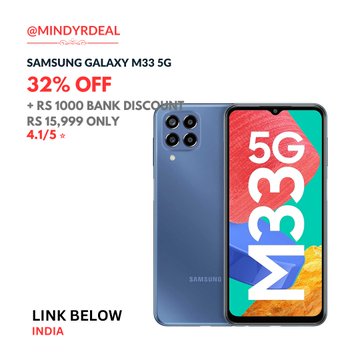 @MINDYRDEAL
SAMSUNG GALAXY M33 5G
32% OFF
+ RS 1000 BANK DISCOUNT
RS 15,999 ONLY
4.1/5 ⭐
SAMSUNG
5G
M33
LINK BELOW
INDIA